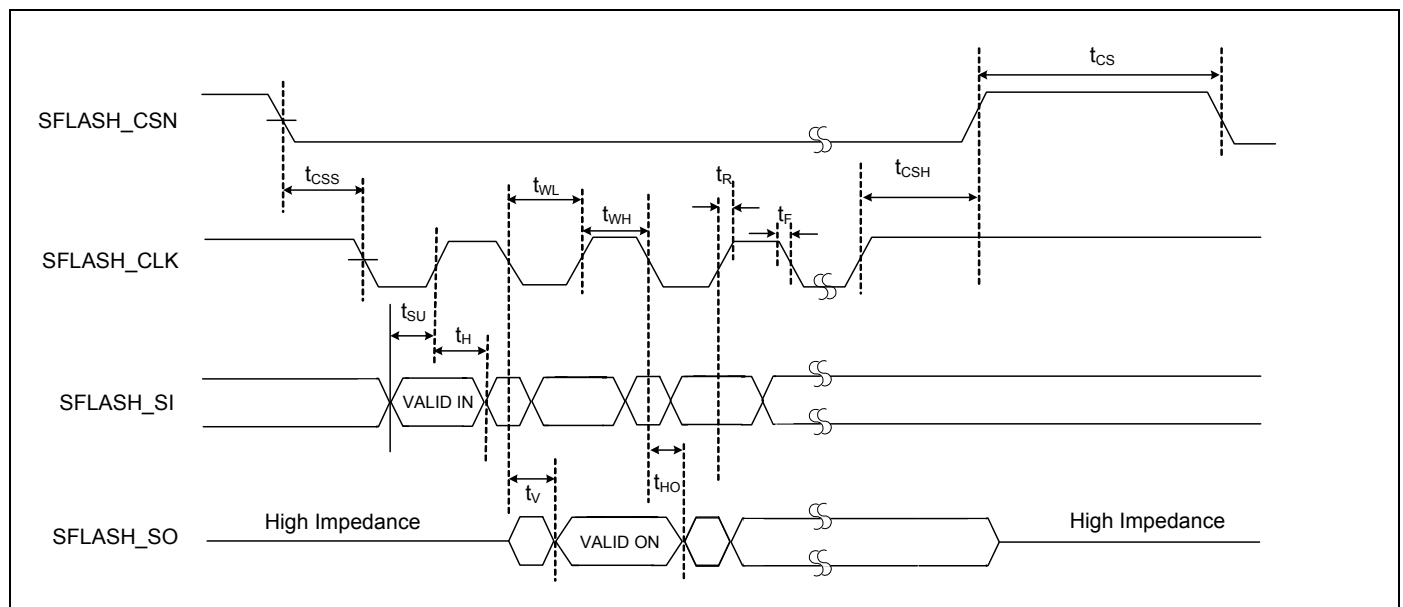 tCS
SFLASH_CSN
tCSS
tWL
tWH
tR
tF
tCSH
SFLASH_CLK
tSU
tH
SFLASH_SI
VALID IN
tV
tHO
SFLASH_SO
High Impedance
VALID ON
High Impedance